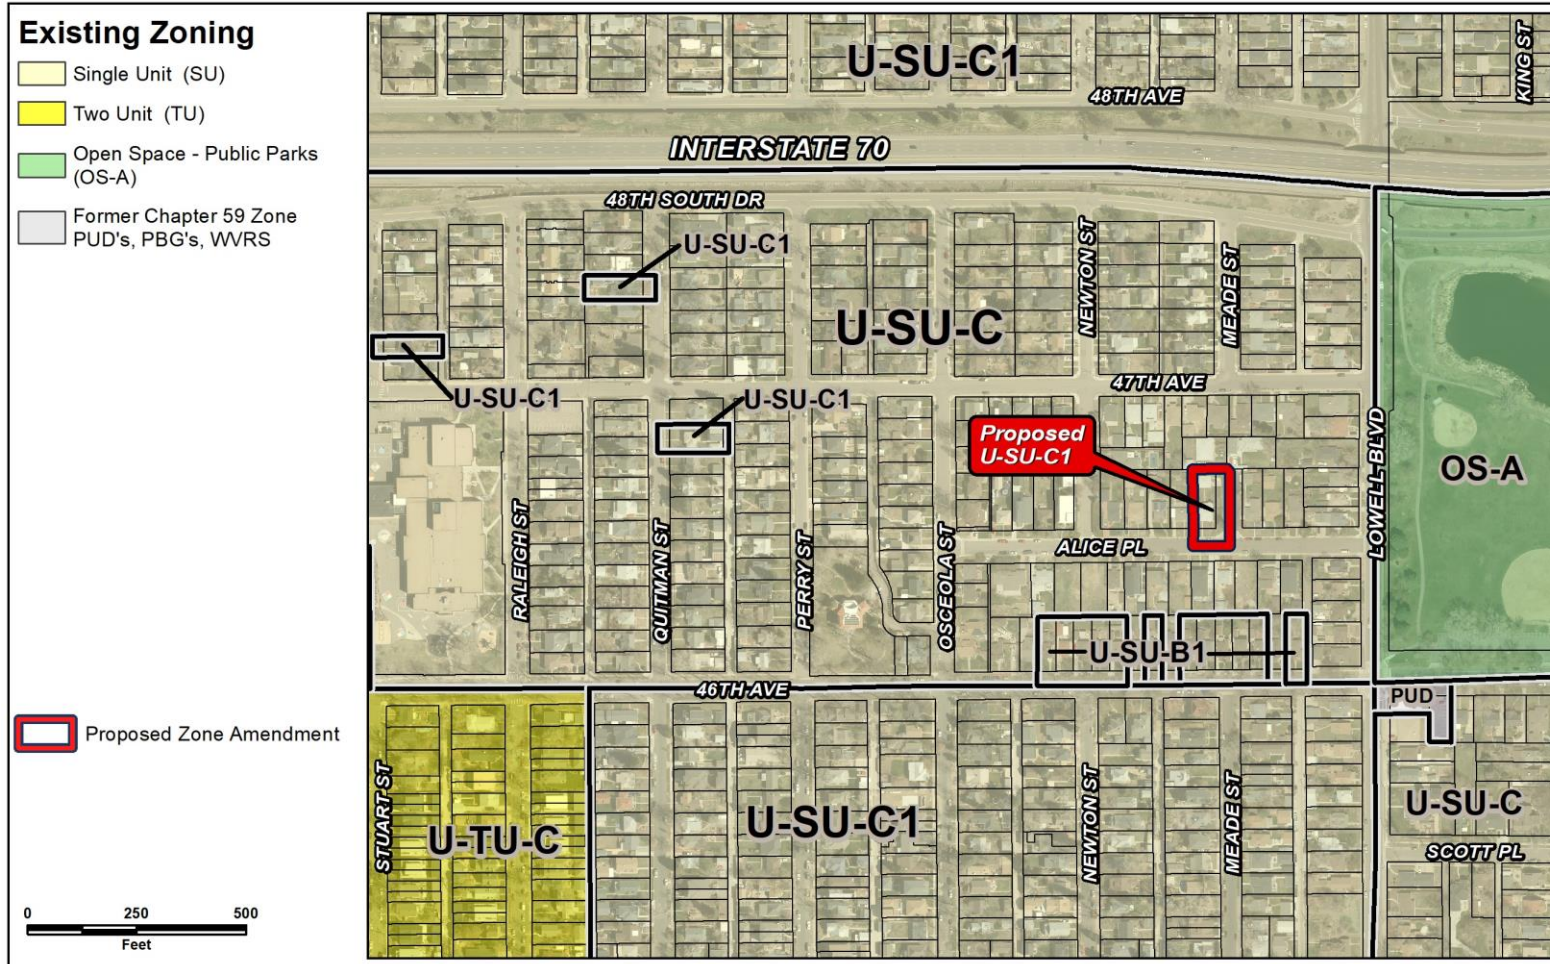 Existing Zoning
Single Unit (SU)
Two Unit (TU)
Open Space - Public Parks
(OS-A)
Former Chapter 59 Zone
PUD's, PBG's, WVRS
Proposed Zone Amendment
0 250 500
Feet
U-SU-C1
KING ST
48TH AVE
INTERSTATE 70
48TH SOUTH DR
U-SU-C1
NEWTON ST
MEADE ST
U-SU-C
U-SU-C1
U-SU-C1
47TH AVE
Proposed
U-SU-C1
LOWELL BLVD
OS-A
RALEIGH ST
QUITMAN ST
PERRY ST
OSCEOLA ST
ALICE PL
U-SU-B1
46TH AVE
PUD
STUART ST
U-TU-C
U-SU-C1
NEWTON ST
MEADE ST
U-SU-C
SCOTT PL